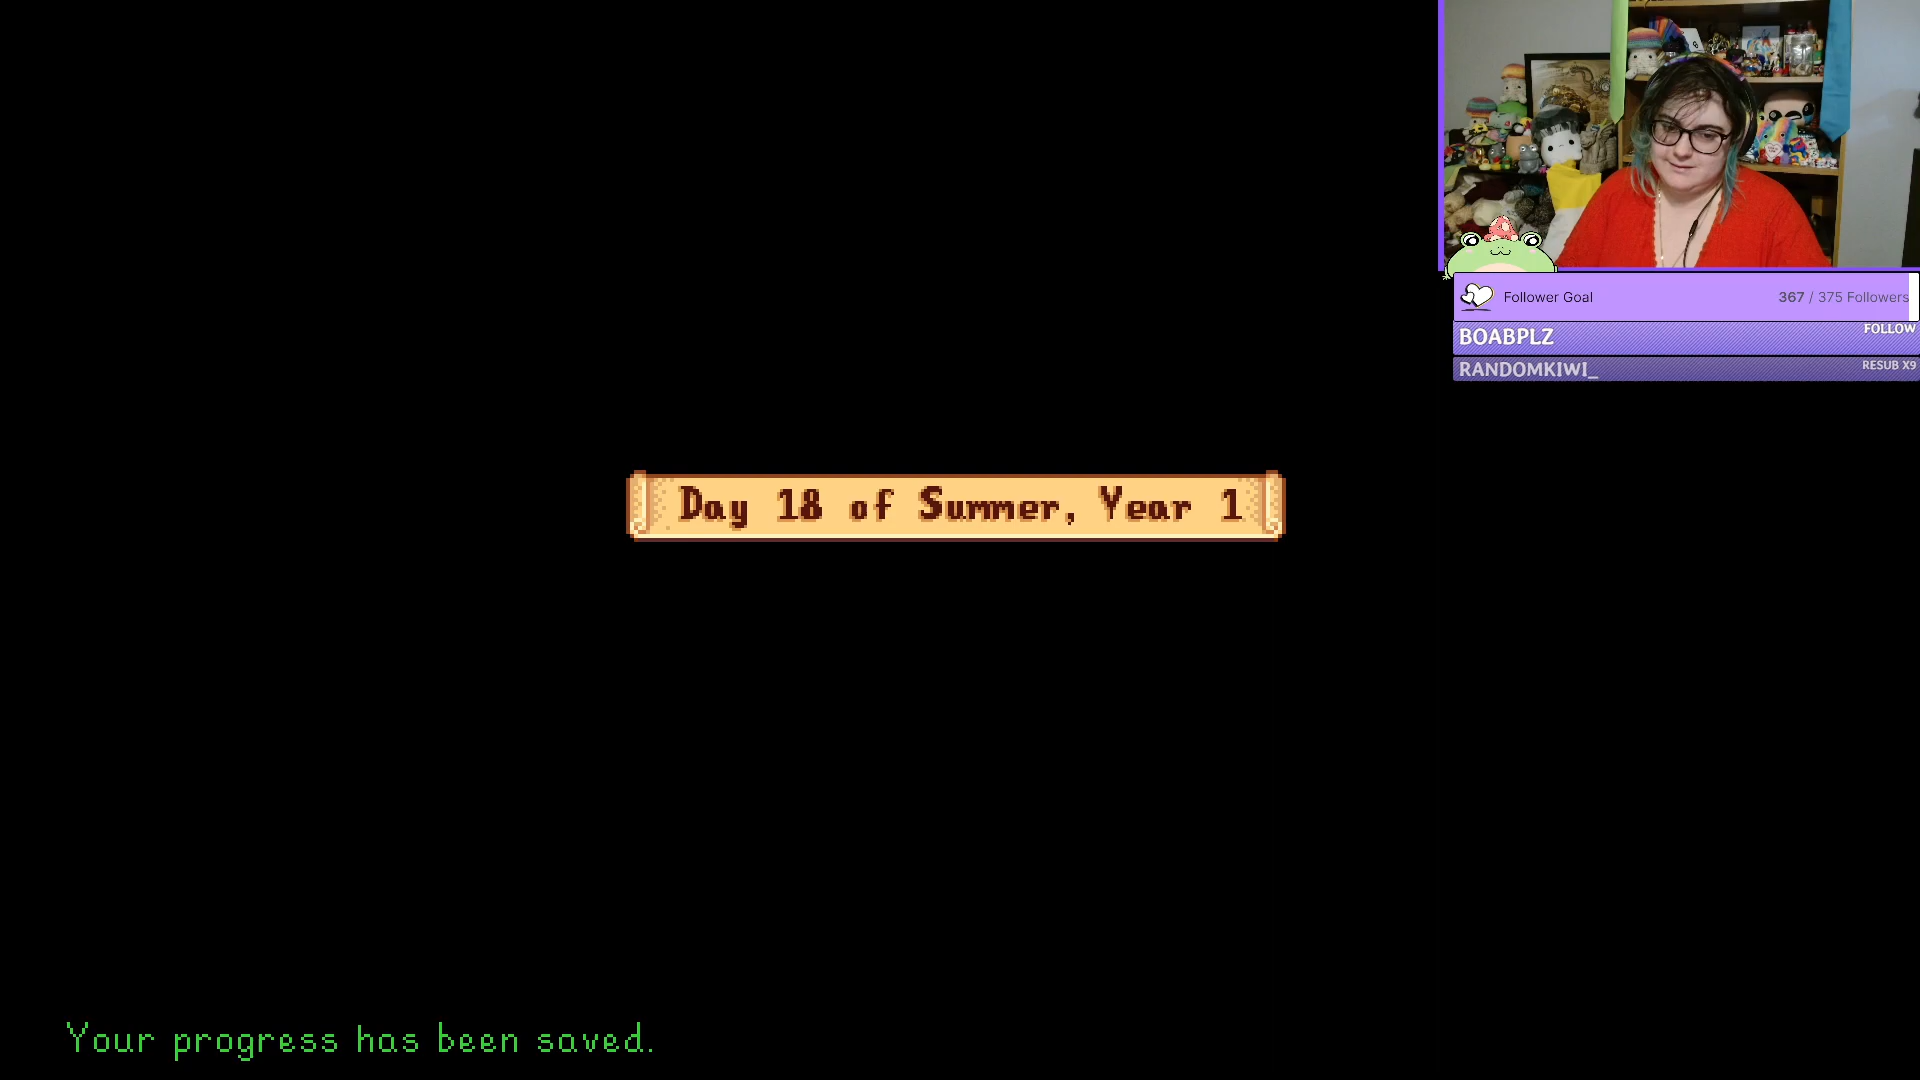 Follower Goal 367 / 375 Followers
BOABPLZ FOLLOW
RANDOMKIWI_ RESUB X9
Day 18 of Summer, Year 1
Your progress has been saved.